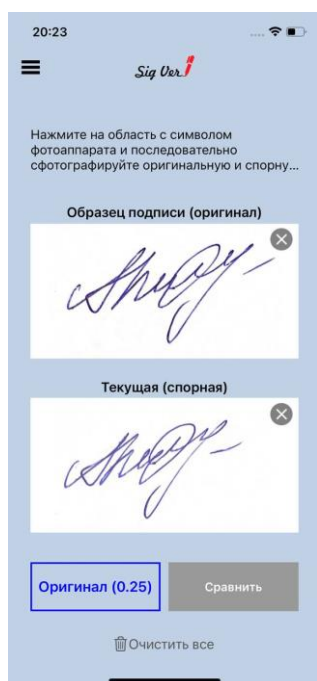 20:23
Sig Ver
Нажмите на область с символом
фотоаппарата и последовательно
сфотографируйте оригинальную и спорну...
Образец подписи (оригинал)
Текущая (спорная)
Оригинал (0.25)
Сравнить
Очистить все